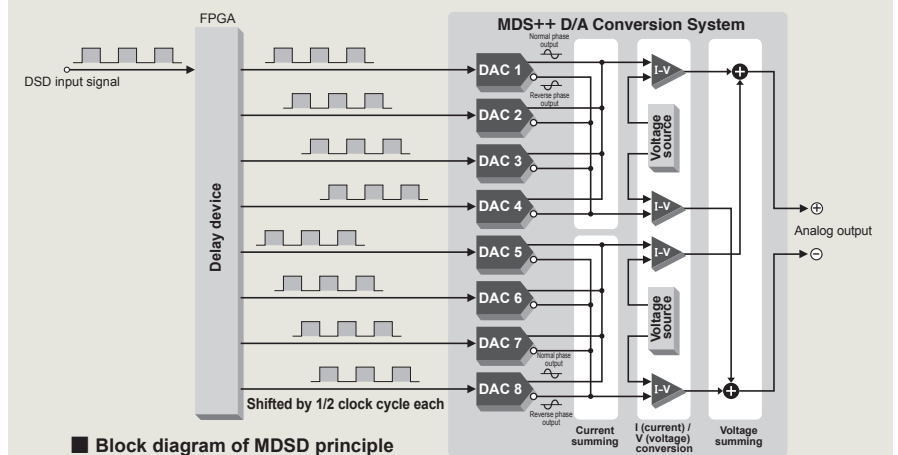 FPGA
MDS++ D/A Conversion System
DSD input signal
Delay device
Normal phase
output
Reverse phase
output
DAC 1
DAC 2
DAC 3
DAC 4
DAC 5
DAC 6
DAC 7
Normal phase
output
DAC 8
Reverse phase
output
I-V
Voltage
source
I-V
I-V
Voltage
source
I-V
+
+
⊕
Analog output
⊖
Shifted by 1/2 clock cycle each
Current
summing
I (current) /
V (voltage)
conversion
Voltage
summing
■ Block diagram of MDSD principle